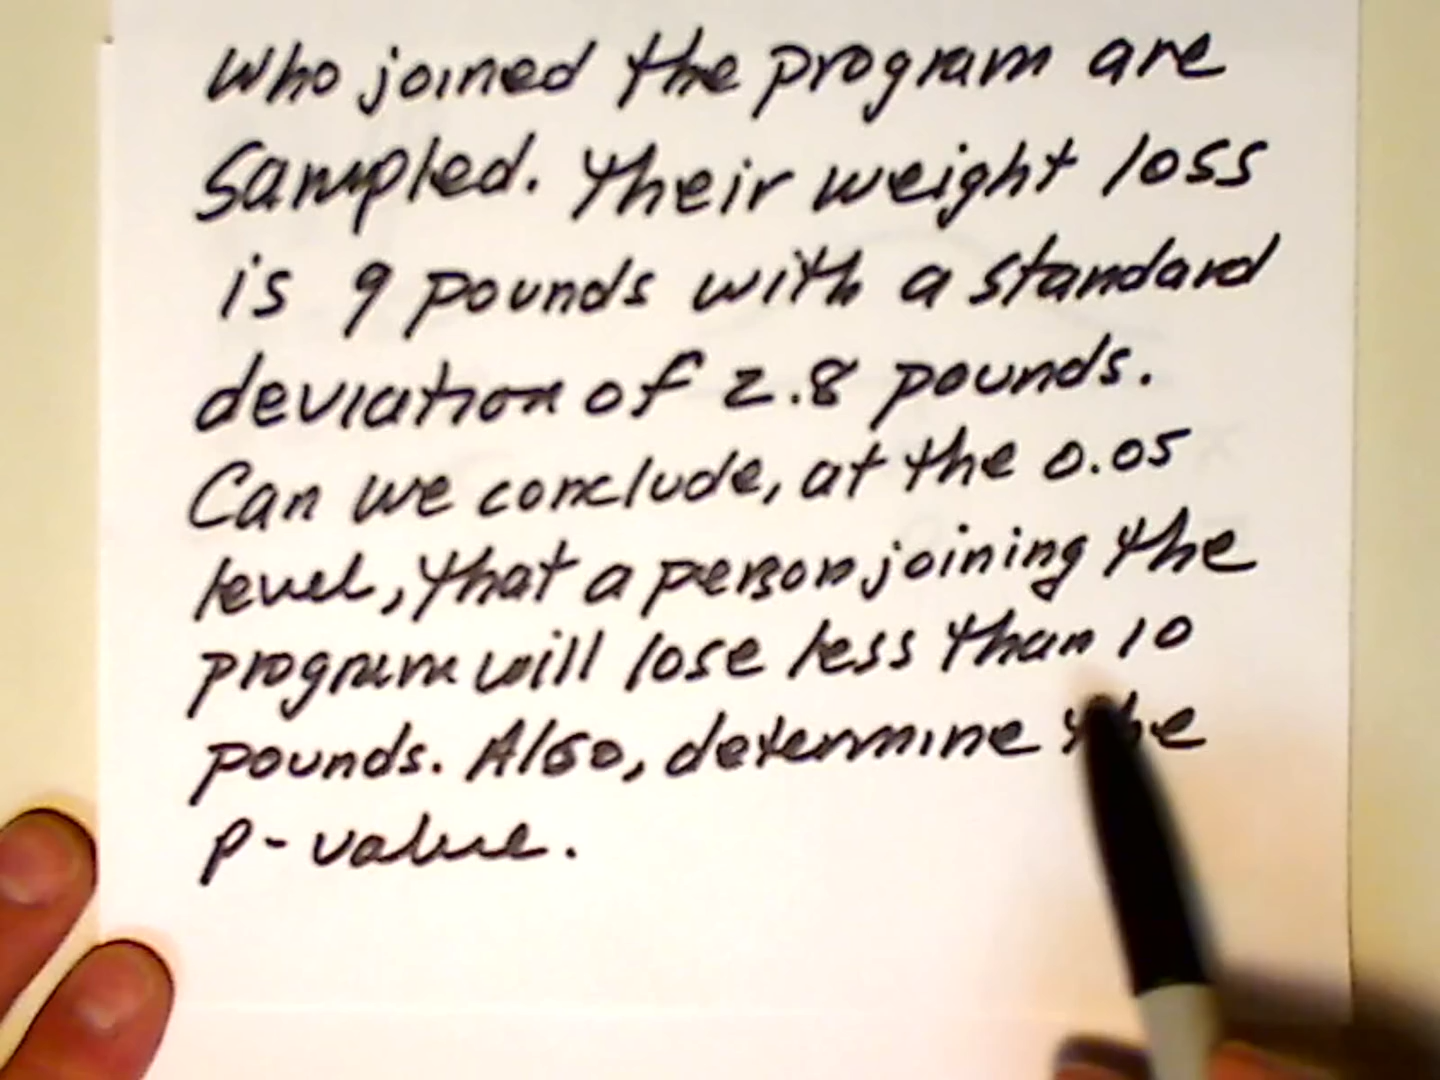 Who joined the program are
Sampled. Their weight loss
is 9 pounds with a standard
deviation of 2.8 pounds.
Can we conclude, at the 0.05
level, that a person joining the
program will lose less than 10
pounds. Also, determine the
p-value.